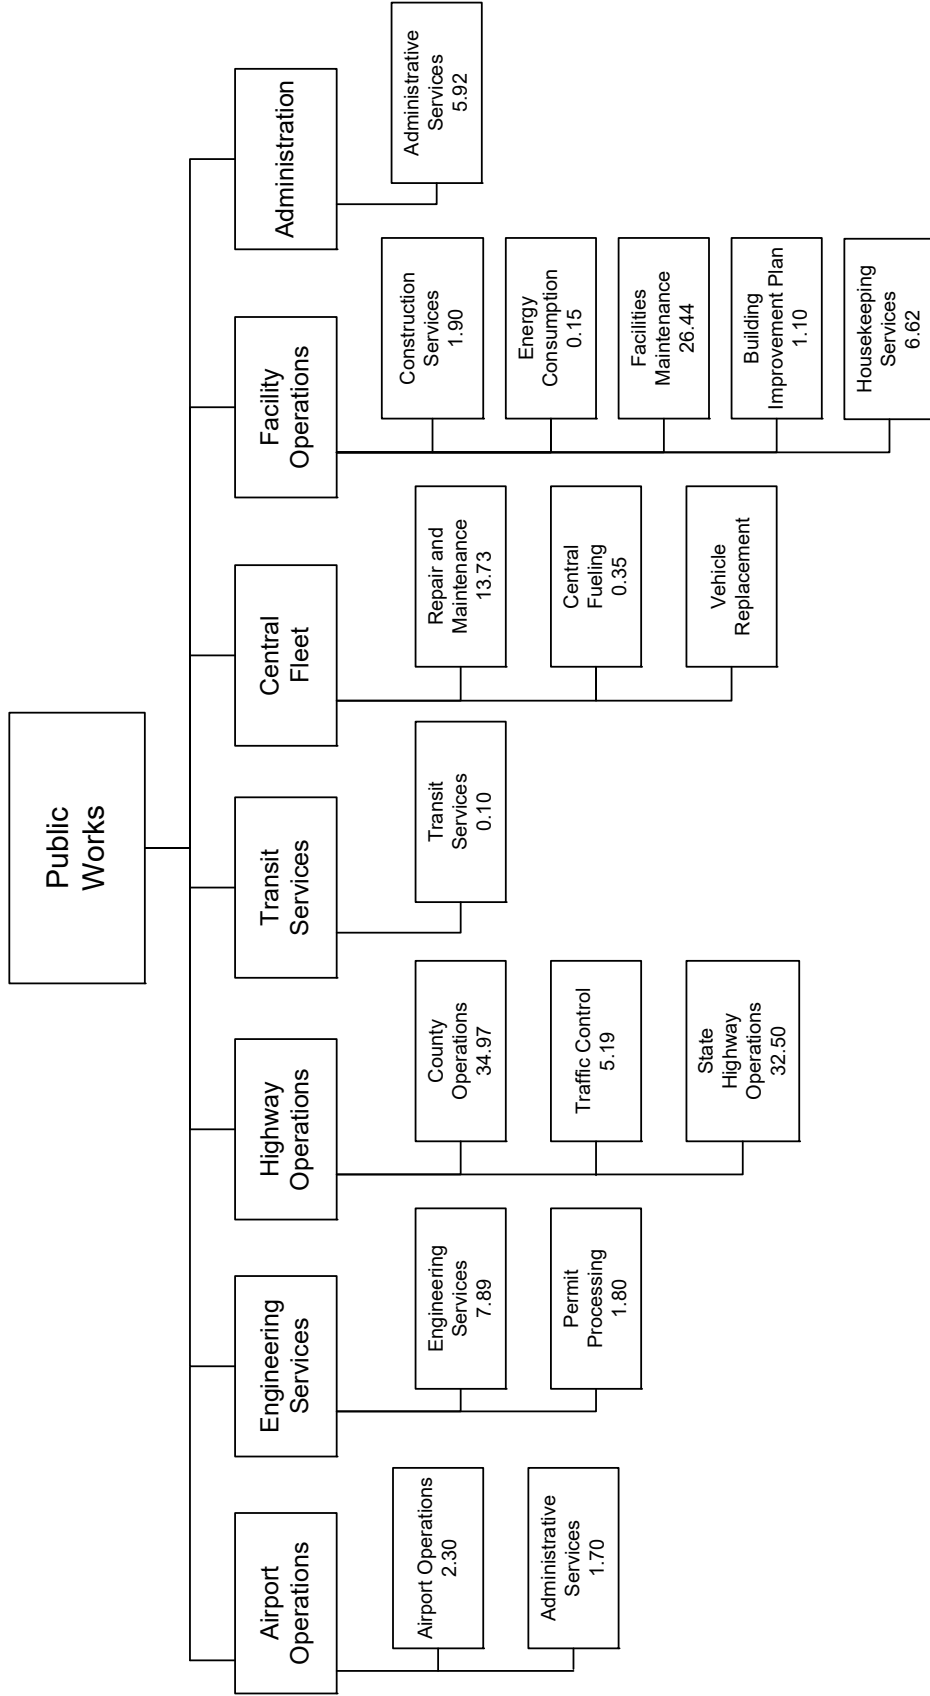 Public
Works
Airport
Operations
Airport Operations
2.30
Administrative
Services
1.70
Engineering
Services
Engineering
Services
7.89
Permit
Processing
1.80
Highway
Operations
County
Operations
34.97
Traffic Control
5.19
State
Highway
Operations
32.50
Transit
Services
Transit
Services
0.10
Central
Fleet
Repair and
Maintenance
13.73
Central
Fueling
0.35
Vehicle
Replacement
Facility
Operations
Construction
Services
1.90
Energy
Consumption
0.15
Facilities
Maintenance
26.44
Building
Improvement Plan
1.10
Housekeeping
Services
6.62
Administration
Administrative
Services
5.92